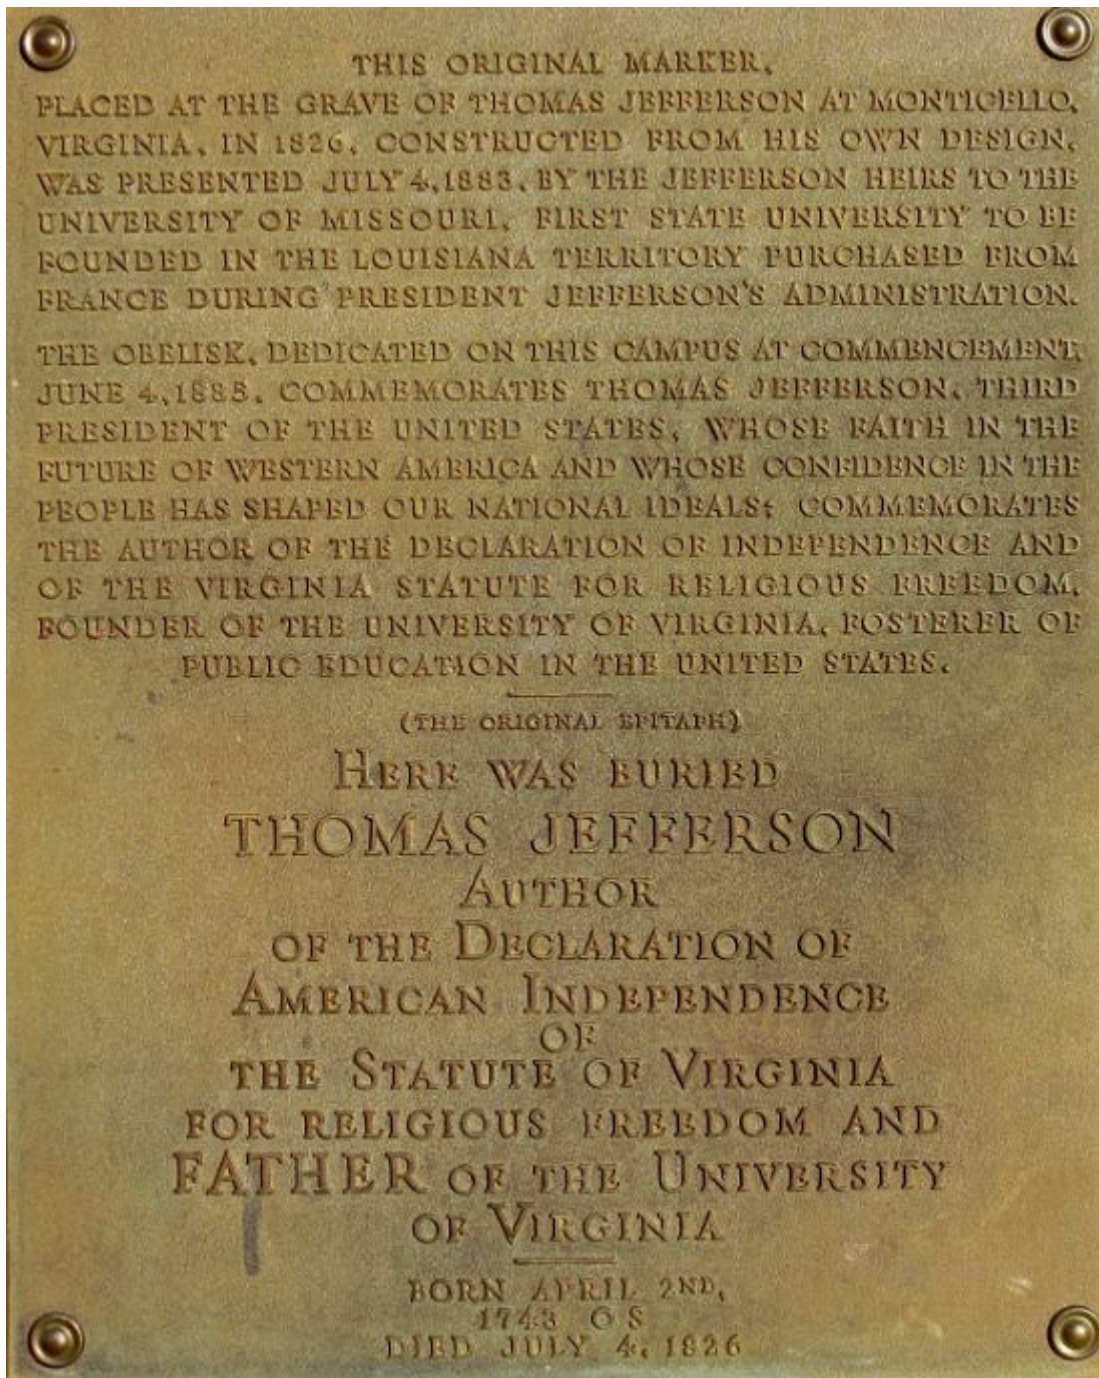 THIS ORIGINAL MARKER,
PLACED AT THE GRAVE OF THOMAS JEFFERSON AT MONTICELLO,
VIRGINIA, IN 1826, CONSTRUCTED FROM HIS OWN DESIGN,
WAS PRESENTED JULY 4, 1883, BY THE JEFFERSON HEIRS TO THE
UNIVERSITY OF MISSOURI, FIRST STATE UNIVERSITY TO BE
FOUNDED IN THE LOUISIANA TERRITORY PURCHASED FROM
FRANCE DURING PRESIDENT JEFFERSON'S ADMINISTRATION.
THE OBELISK, DEDICATED ON THIS CAMPUS AT COMMENCEMENT,
JUNE 4, 1885, COMMEMORATES THOMAS JEFFERSON, THIRD
PRESIDENT OF THE UNITED STATES, WHOSE FAITH IN THE
FUTURE OF WESTERN AMERICA AND WHOSE CONFIDENCE IN THE
PEOPLE HAS SHAPED OUR NATIONAL IDEALS; COMMEMORATES
THE AUTHOR OF THE DECLARATION OF INDEPENDENCE AND
OF THE VIRGINIA STATUTE FOR RELIGIOUS FREEDOM,
FOUNDER OF THE UNIVERSITY OF VIRGINIA, FOSTERER OF
PUBLIC EDUCATION IN THE UNITED STATES.
(THE ORIGINAL EPITAPH)
HERE WAS BURIED
THOMAS JEFFERSON
AUTHOR
OF THE DECLARATION OF
AMERICAN INDEPENDENCE
OF
THE STATUTE OF VIRGINIA
FOR RELIGIOUS FREEDOM AND
FATHER OF THE UNIVERSITY
OF VIRGINIA
BORN APRIL 2ND,
1743 O S
DIED JULY 4, 1826